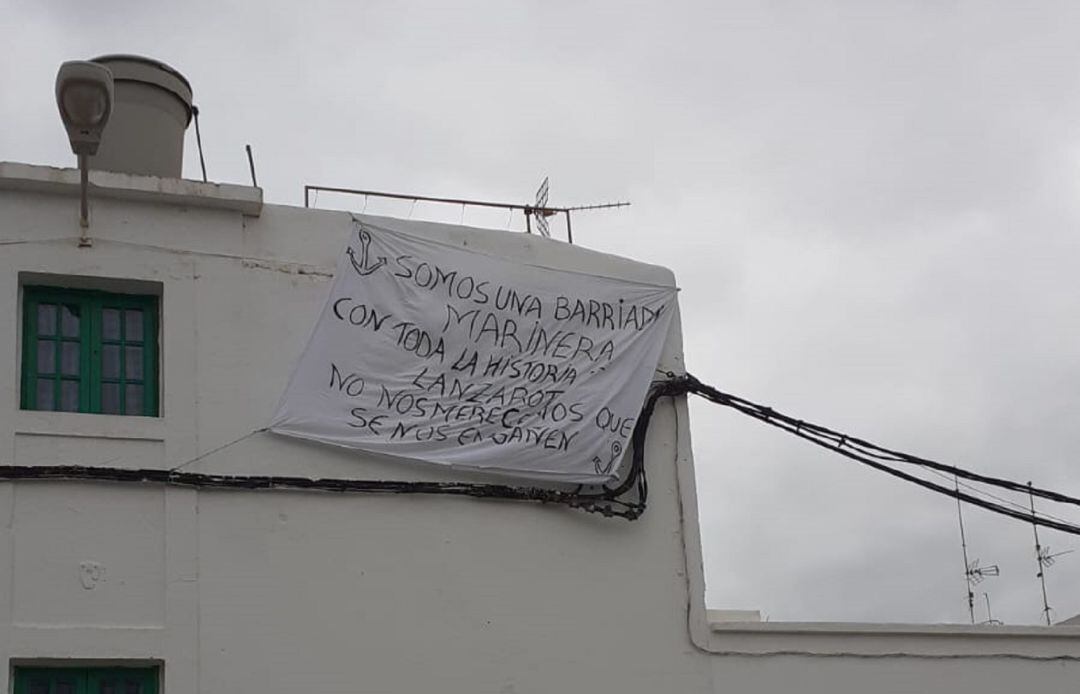 SOMOS UNA BARRIADA
MARiNERA
CON TODA LA HiSTORiA
LANZAROTE
NO NOS MERECEMOS QUE
SE NOS ENGAÑEN